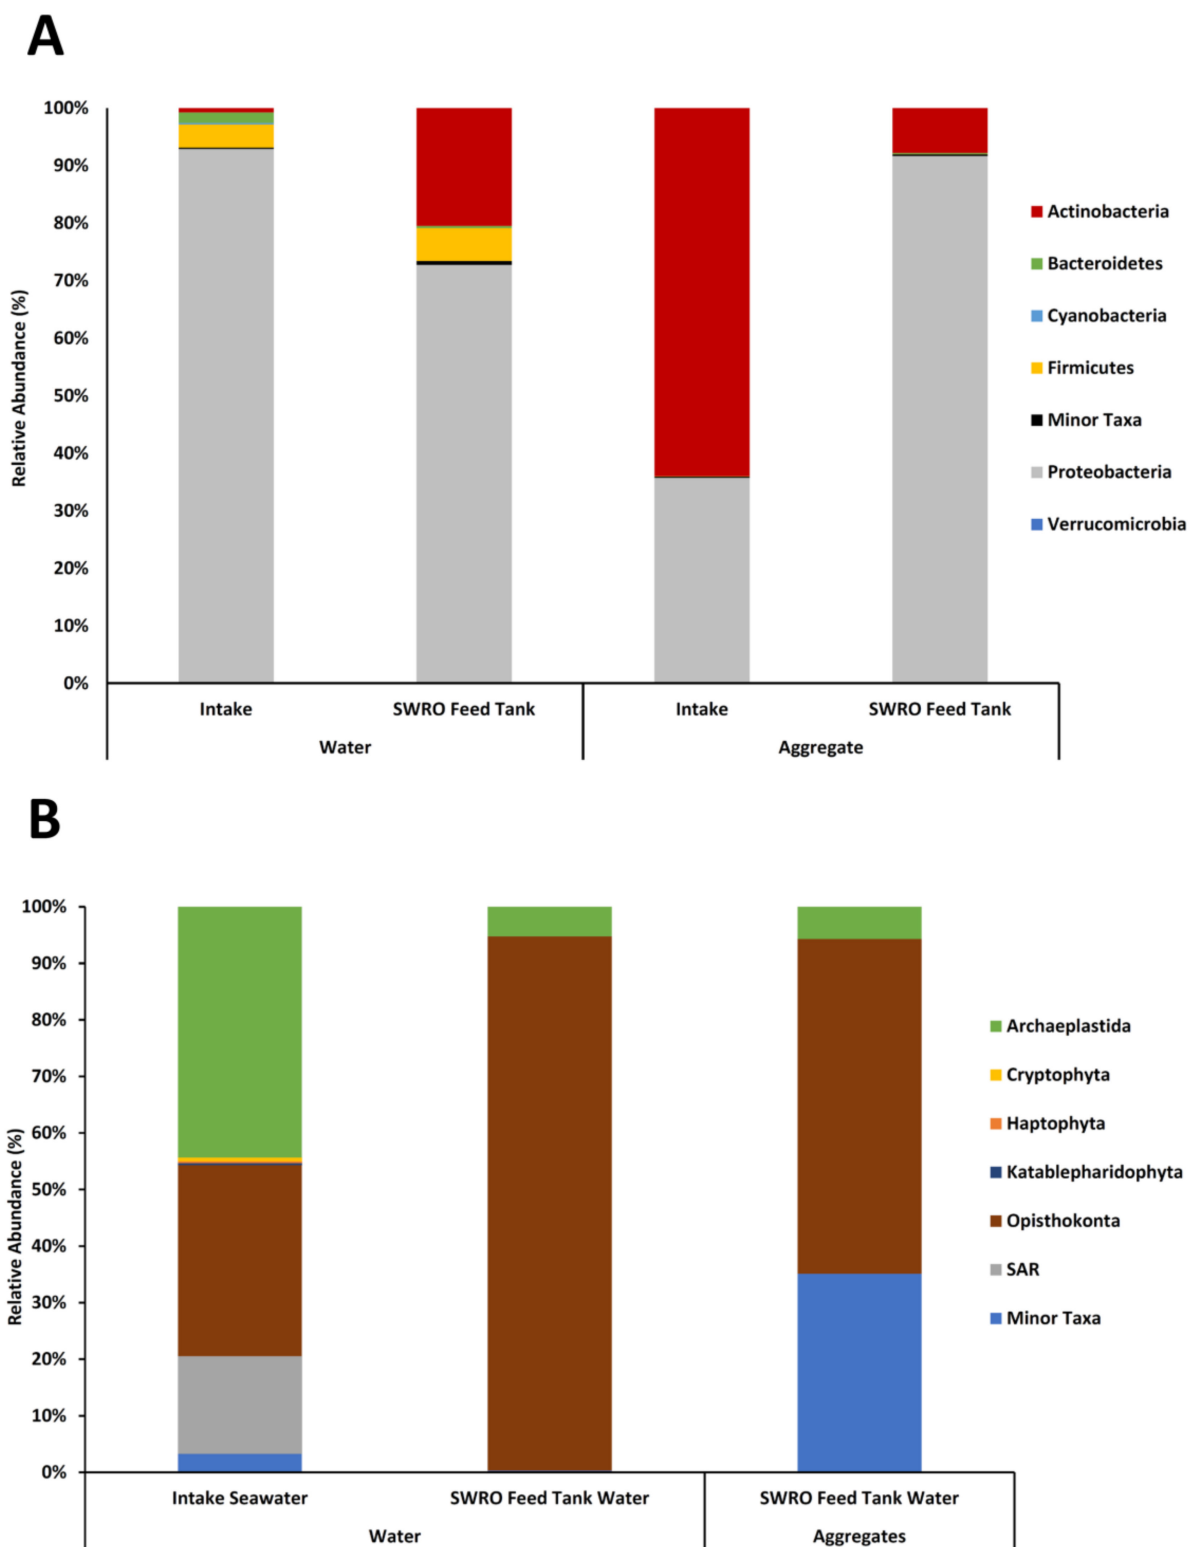 A
100%
90%
80%
70%
60%
50%
40%
30%
20%
10%
0%
Relative Abundance (%)
Intake
SWRO Feed Tank
Intake
SWRO Feed Tank
Water
Aggregate
Actinobacteria
Bacteroidetes
Cyanobacteria
Firmicutes
Minor Taxa
Proteobacteria
Verrucomicrobia
B
100%
90%
80%
70%
60%
50%
40%
30%
20%
10%
0%
Relative Abundance (%)
Intake Seawater
SWRO Feed Tank Water
SWRO Feed Tank Water
Water
Aggregates
Archaeplastida
Cryptophyta
Haptophyta
Katablepharidophyta
Opisthokonta
SAR
Minor Taxa